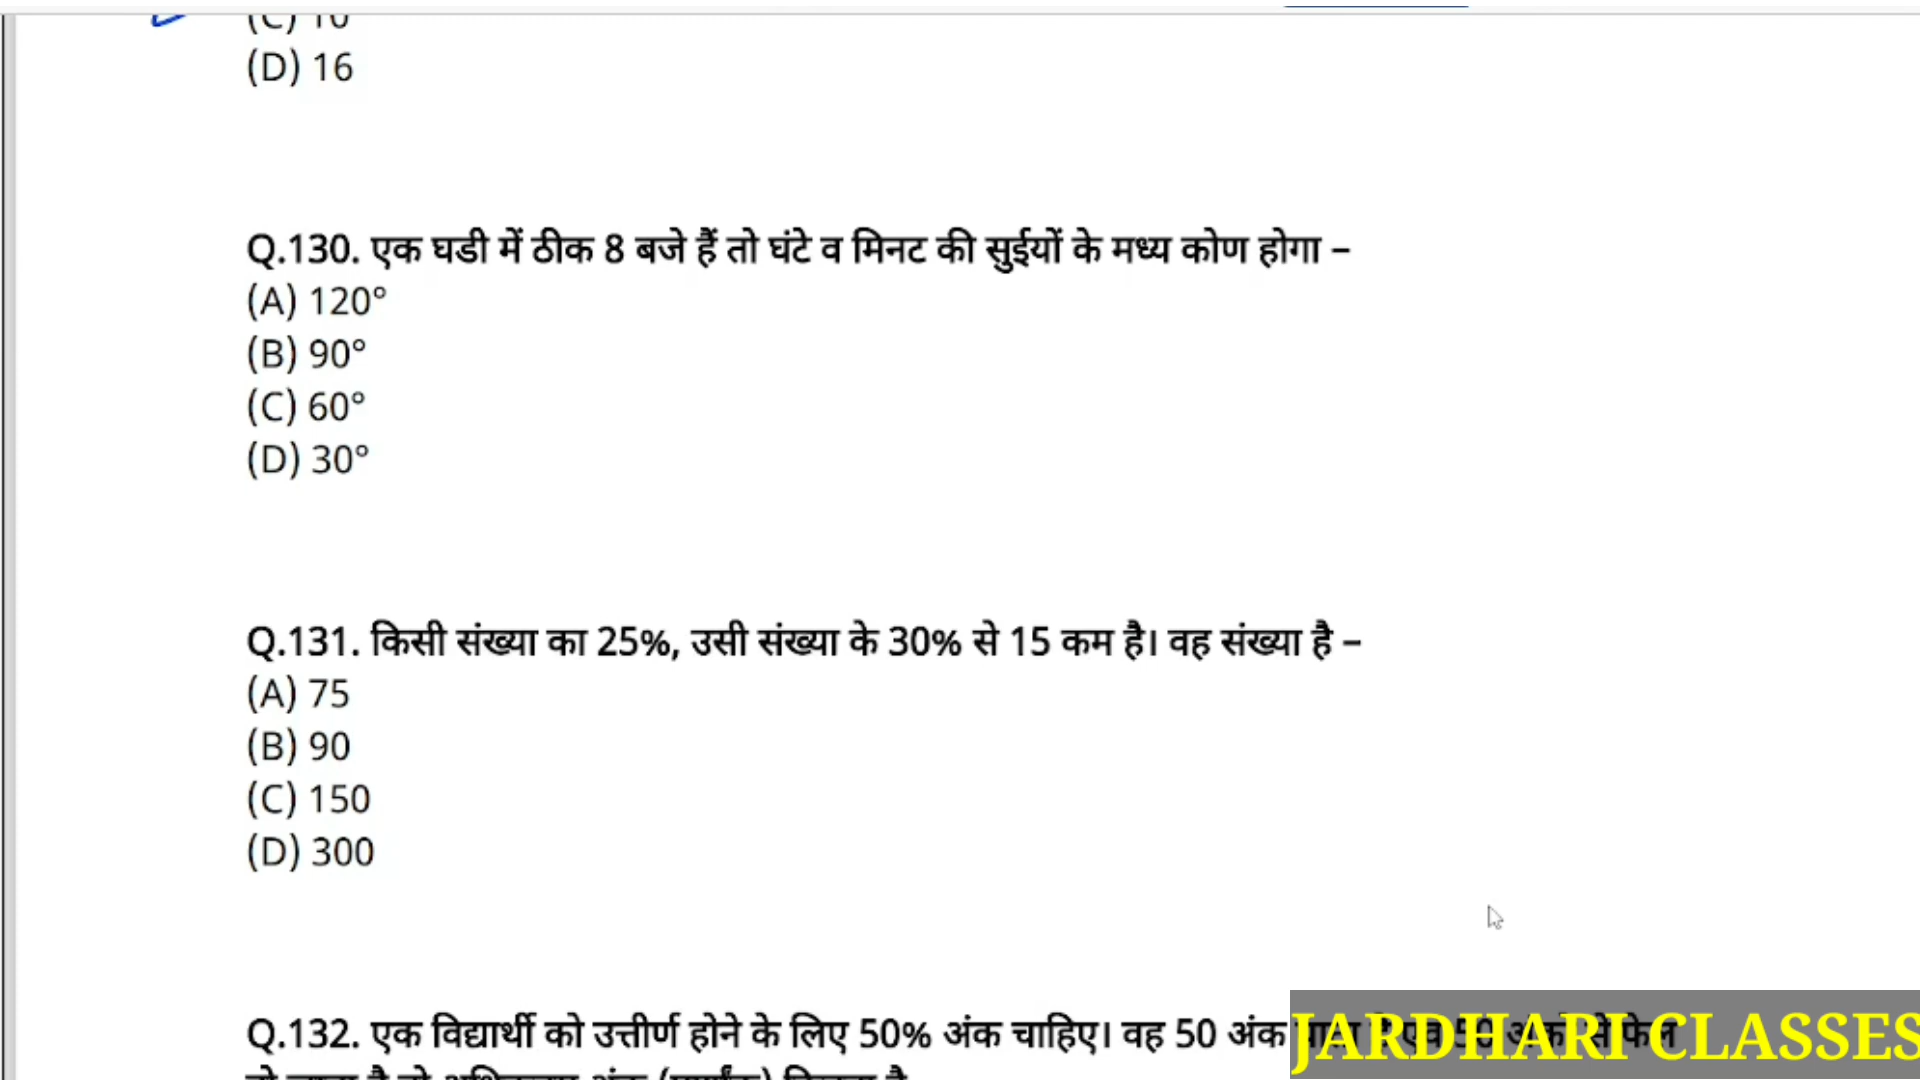 (C) 10
(D) 16
Q.130. एक घडी में ठीक 8 बजे हैं तो घंटे व मिनट की सुईयों के मध्य कोण होगा –
(A) 120°
(B) 90°
(C) 60°
(D) 30°
Q.131. किसी संख्या का 25%, उसी संख्या के 30% से 15 कम है। वह संख्या है –
(A) 75
(B) 90
(C) 150
(D) 300
Q.132. एक विद्यार्थी को उत्तीर्ण होने के लिए 50% अंक चाहिए। वह 50 अंक
JARDHARI CLASSES